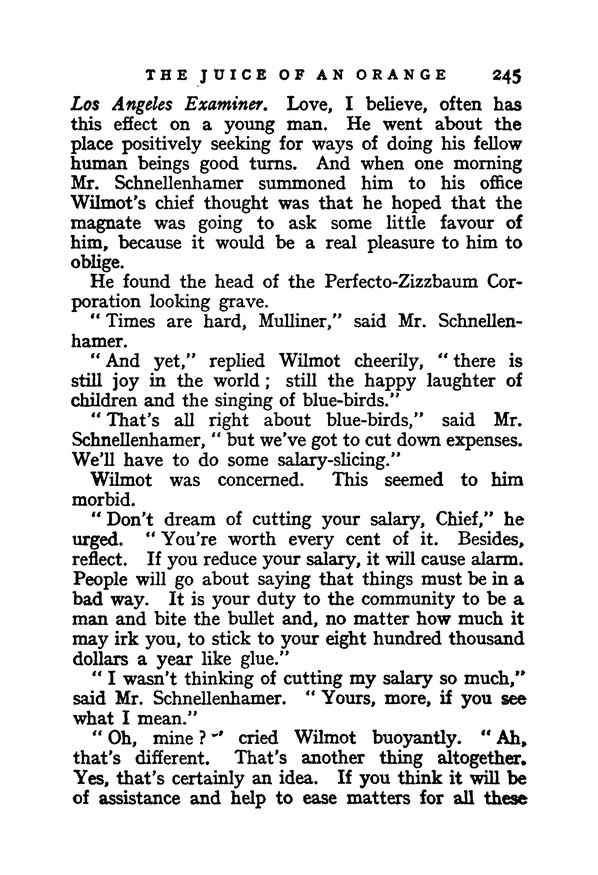 THE JUICE OF AN ORANGE 245
Los Angeles Examiner. Love, I believe, often has
this effect on a young man. He went about the
place positively seeking for ways of doing his fellow
human beings good turns. And when one morning
Mr. Schnellenhamer summoned him to his office
Wilmot's chief thought was that he hoped that the
magnate was going to ask some little favour of
him, because it would be a real pleasure to him to
oblige.
He found the head of the Perfecto-Zizzbaum Cor-
poration looking grave.
" Times are hard, Mulliner," said Mr. Schnellen-
hamer.
" And yet," replied Wilmot cheerily, " there is
still joy in the world ; still the happy laughter of
children and the singing of blue-birds."
" That's all right about blue-birds," said Mr.
Schnellenhamer, " but we've got to cut down expenses.
We'll have to do some salary-slicing."
Wilmot was concerned. This seemed to him
morbid.
" Don't dream of cutting your salary, Chief," he
urged. " You're worth every cent of it. Besides,
reflect. If you reduce your salary, it will cause alarm.
People will go about saying that things must be in a
bad way. It is your duty to the community to be a
man and bite the bullet and, no matter how much it
may irk you, to stick to your eight hundred thousand
dollars a year like glue."
" I wasn't thinking of cutting my salary so much,"
said Mr. Schnellenhamer. " Yours, more, if you see
what I mean."
" Oh, mine ? " cried Wilmot buoyantly. " Ah,
that's different. That's another thing altogether.
Yes, that's certainly an idea. If you think it will be
of assistance and help to ease matters for all these